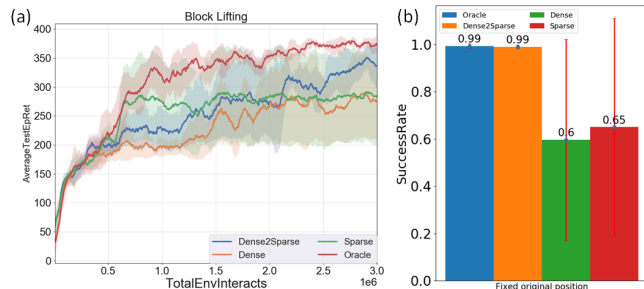 (a)
Block Lifting
AverageTestEpRet
400
350
300
250
200
150
100
50
0
0.5
1.0
1.5
2.0
2.5
3.0
1e6
TotalEnvInteracts
Dense2Sparse
Dense
Sparse
Oracle
(b)
Oracle
Dense2Sparse
Dense
Sparse
SuccessRate
1.0
0.8
0.6
0.4
0.2
0.0
0.99
0.99
0.6
0.65
Fixed original position